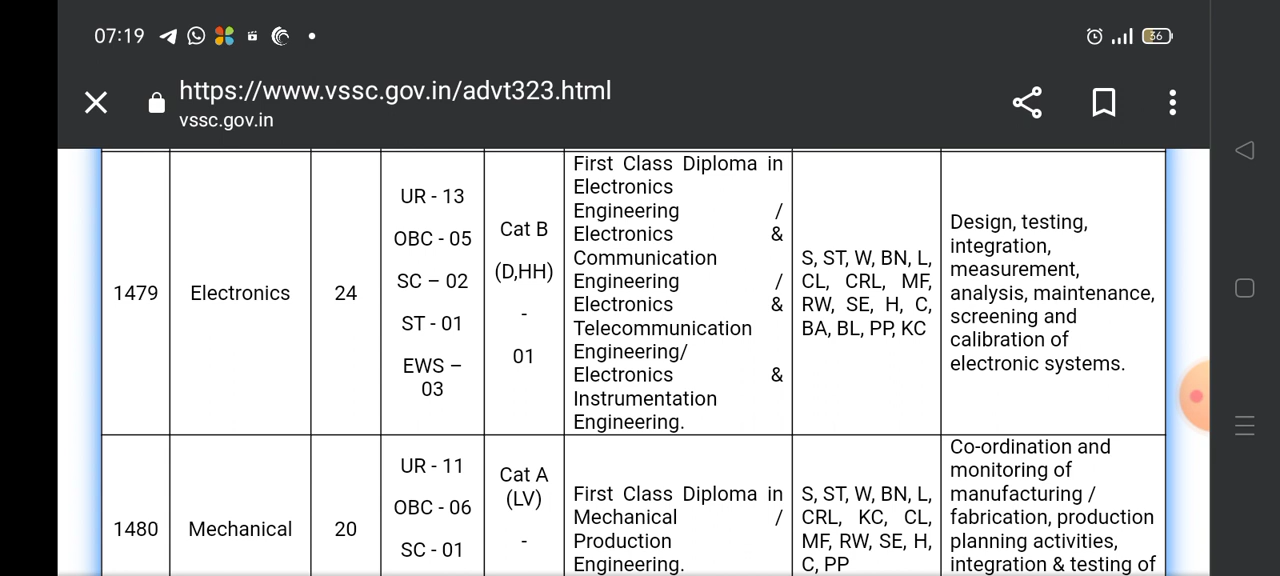 07:19
36
https://www.vssc.gov.in/advt323.html
vssc.gov.in
1479
Electronics
24
UR - 13
OBC - 05
SC – 02
ST - 01
EWS –
03
Cat B
(D,HH)
-
01
First Class Diploma in
Electronics
Engineering /
Electronics &
Communication
Engineering /
Electronics &
Telecommunication
Engineering/
Electronics &
Instrumentation
Engineering.
S, ST, W, BN, L,
CL, CRL, MF,
RW, SE, H, C,
BA, BL, PP, KC
Design, testing,
integration,
measurement,
analysis, maintenance,
screening and
calibration of
electronic systems.
1480
Mechanical
20
UR - 11
OBC - 06
SC - 01
Cat A
(LV)
-
First Class Diploma in
Mechanical /
Production
Engineering.
S, ST, W, BN, L,
CRL, KC, CL,
MF, RW, SE, H,
C, PP
Co-ordination and
monitoring of
manufacturing /
fabrication, production
planning activities,
integration & testing of